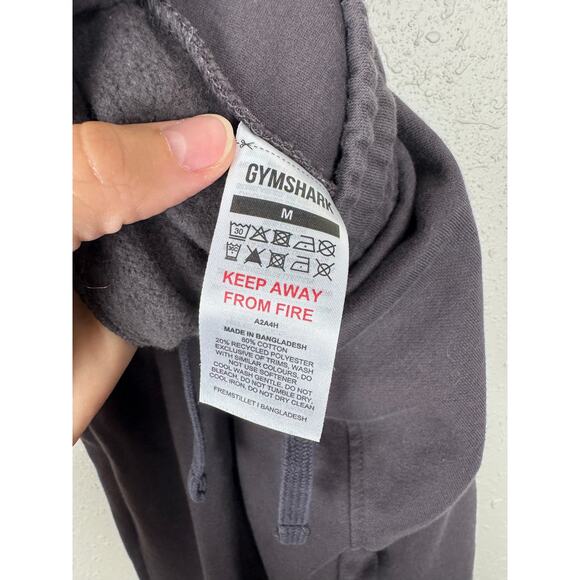 GYMSHARK
M
30
KEEP AWAY
FROM FIRE
A2A4H
MADE IN BANGLADESH
80% COTTON
20% RECYCLED POLYESTER
EXCLUSIVE OF TRIMS, WASH
WITH SIMILAR COLOURS, DO
NOT USE SOFTENER
COOL WASH GENTLE, DO NOT
BLEACH, DO NOT TUMBLE DRY,
COOL IRON, DO NOT DRY CLEAN
FREMSTILLET I BANGLADESH